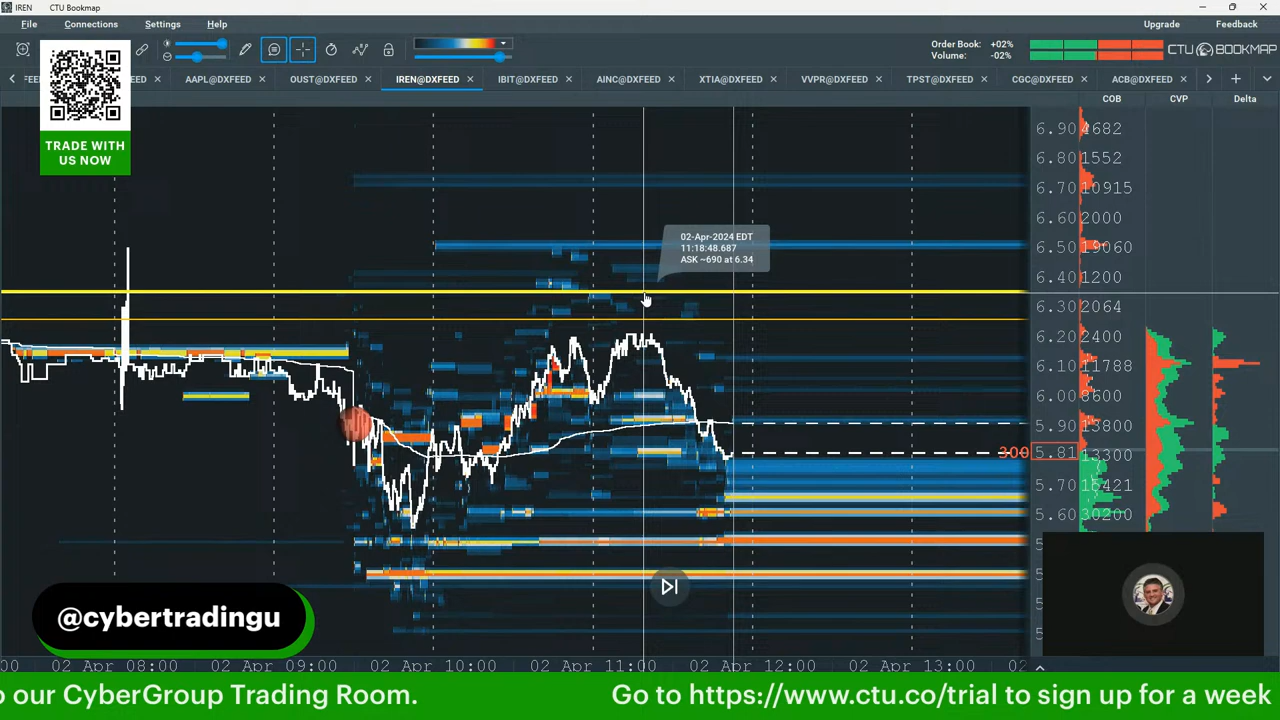 IREN CTU Bookmap
File Connections Settings Help Upgrade Feedback
Order Book: +02%
Volume: -02%
CTU BOOKMAP
AAPL@DXFEED OUST@DXFEED IREN@DXFEED IBIT@DXFEED AINC@DXFEED XTIA@DXFEED VVPR@DXFEED TPST@DXFEED CGC@DXFEED ACB@DXFEED
COB CVP Delta
TRADE WITH
US NOW
6.90 4682
6.80 1552
6.70 10915
6.60 2000
02-Apr-2024 EDT
11:18:48.687
ASK ~690 at 6.34
6.50 19060
6.40 1200
6.30 2064
6.20 2400
6.10 11788
6.00 8600
5.90 13800
300 5.81 13300
5.70 15421
5.60 30200
@cybertradingu
00 02 Apr 08:00 02 Apr 09:00 02 Apr 10:00 02 Apr 11:00 02 Apr 12:00 02 Apr 13:00 02
o our CyberGroup Trading Room. Go to https://www.ctu.co/trial to sign up for a week